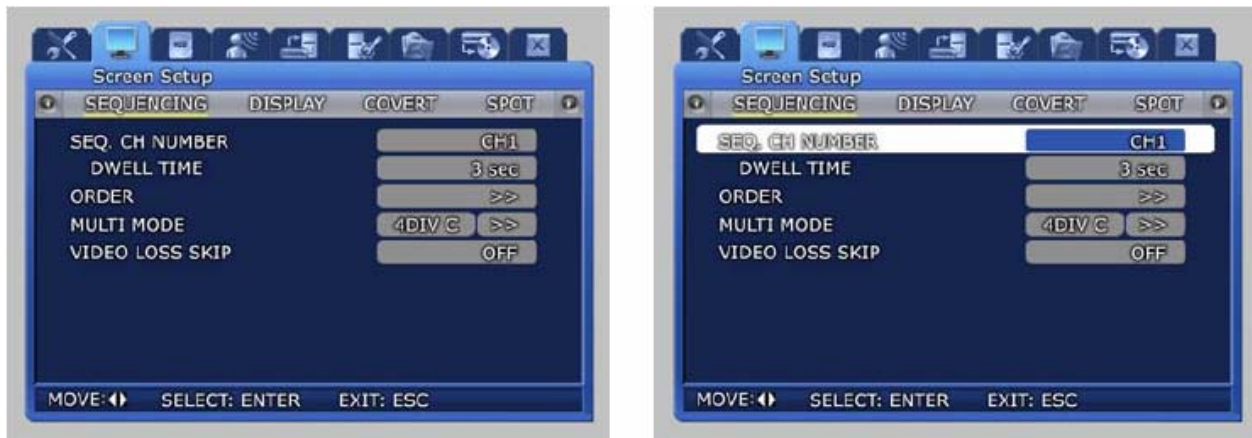 Screen Setup
SEQUENCING DISPLAY COVERT SPOT
SEQ. CH NUMBER CH1
DWELL TIME 3 sec
ORDER >>
MULTI MODE 4DIV C >>
VIDEO LOSS SKIP OFF
MOVE:◀▶ SELECT: ENTER EXIT: ESC
Screen Setup
SEQUENCING DISPLAY COVERT SPOT
SEQ. CH NUMBER CH1
DWELL TIME 3 sec
ORDER >>
MULTI MODE 4DIV C >>
VIDEO LOSS SKIP OFF
MOVE:◀▶ SELECT: ENTER EXIT: ESC